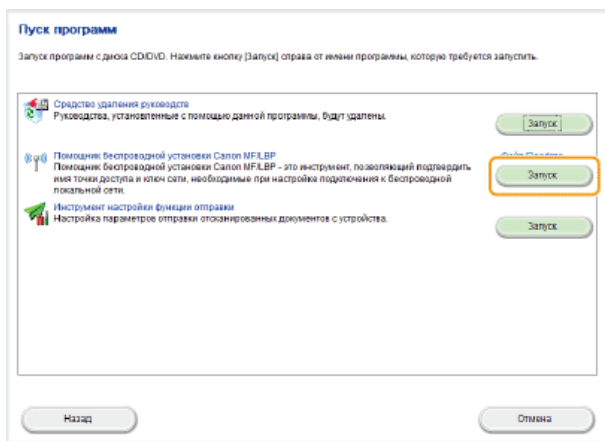 Пуск программ
Запуск программ с диска CD/DVD. Нажмите кнопку [Запуск] справа от имени программы, которую требуется запустить.
Средство удаления руководств
Руководства, установленные с помощью данной программы, будут удалены.
Запуск
Помощник беспроводной установки Canon MF/LBP
Помощник беспроводной установки Canon MF/LBP - это инструмент, позволяющий подтвердить
имя точки доступа и ключ сети, необходимые при настройке подключения к беспроводной
локальной сети.
Запуск
Инструмент настройки функции отправки
Настройка параметров отправки отсканированных документов с устройства.
Запуск
Назад
Отмена